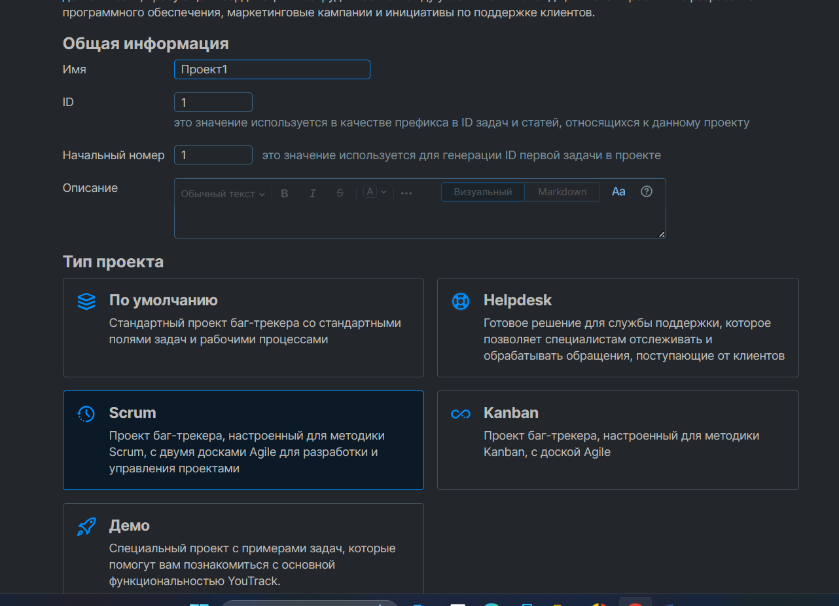 программного обеспечения, маркетинговые кампании и инициативы по поддержке клиентов.
Общая информация
Имя
Проект1
ID
1
это значение используется в качестве префикса в ID задач и статей, относящихся к данному проекту
Начальный номер
1
это значение используется для генерации ID первой задачи в проекте
Описание
Обычный текст
B
I
S
A
Визуальный
Markdown
Aa
?
Тип проекта
По умолчанию
Стандартный проект баг-трекера со стандартными
полями задач и рабочими процессами
Helpdesk
Готовое решение для службы поддержки, которое
позволяет специалистам отслеживать и
обрабатывать обращения, поступающие от клиентов
Scrum
Проект баг-трекера, настроенный для методики
Scrum, с двумя досками Agile для разработки и
управления проектами
Kanban
Проект баг-трекера, настроенный для методики
Kanban, с доской Agile
Демо
Специальный проект с примерами задач, которые
помогут вам познакомиться с основной
функциональностью YouTrack.